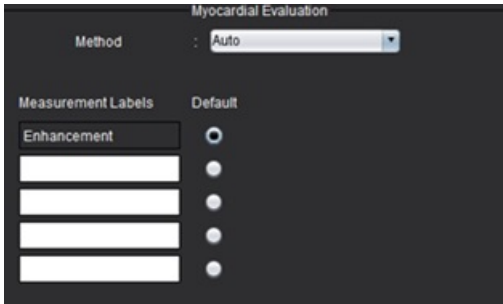 Myocardial Evaluation
Method : Auto
Measurement Labels Default
Enhancement